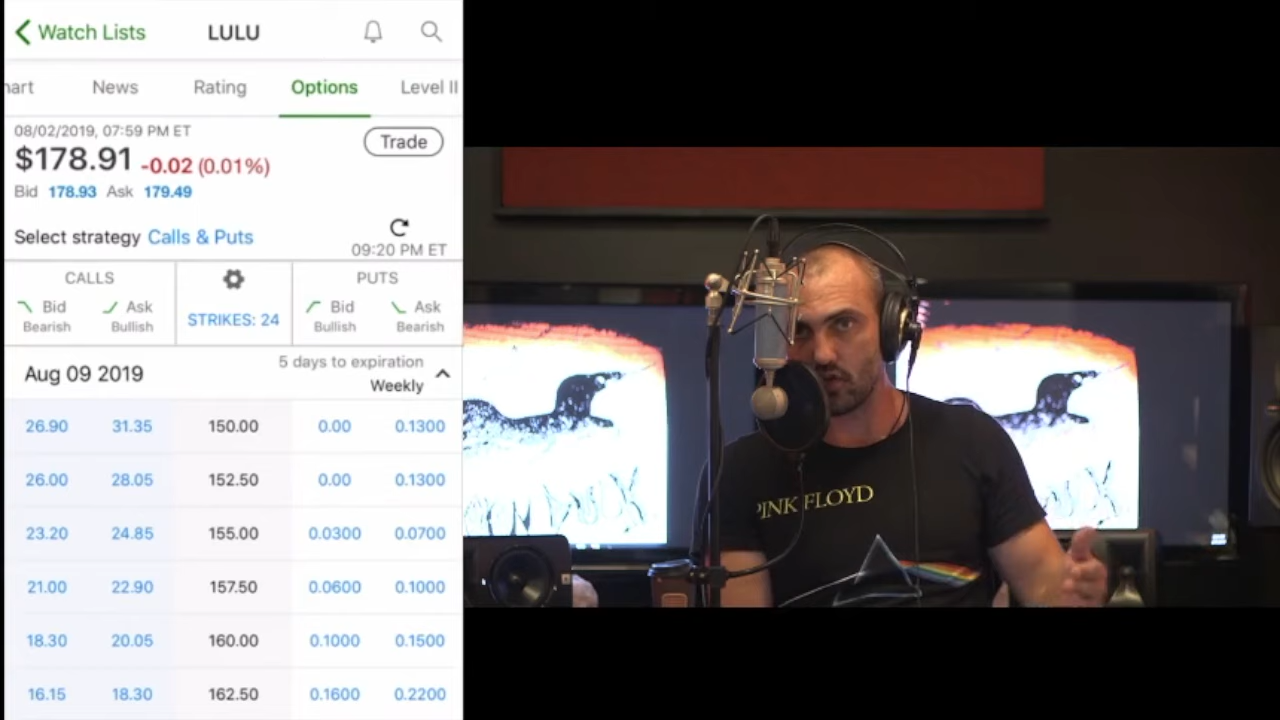 Watch Lists LULU
News Rating Options Level II
08/02/2019, 07:59 PM ET
Trade
$178.91 -0.02 (0.01%)
Bid 178.93 Ask 179.49
Select strategy Calls & Puts
09:20 PM ET
CALLS PUTS
Bid Ask Bid Ask
Bearish Bullish STRIKES: 24 Bullish Bearish
Aug 09 2019 5 days to expiration
Weekly
26.90 31.35 150.00 0.00 0.1300
26.00 28.05 152.50 0.00 0.1300
23.20 24.85 155.00 0.0300 0.0700
21.00 22.90 157.50 0.0600 0.1000
18.30 20.05 160.00 0.1000 0.1500
16.15 18.30 162.50 0.1600 0.2200
PINK FLOYD